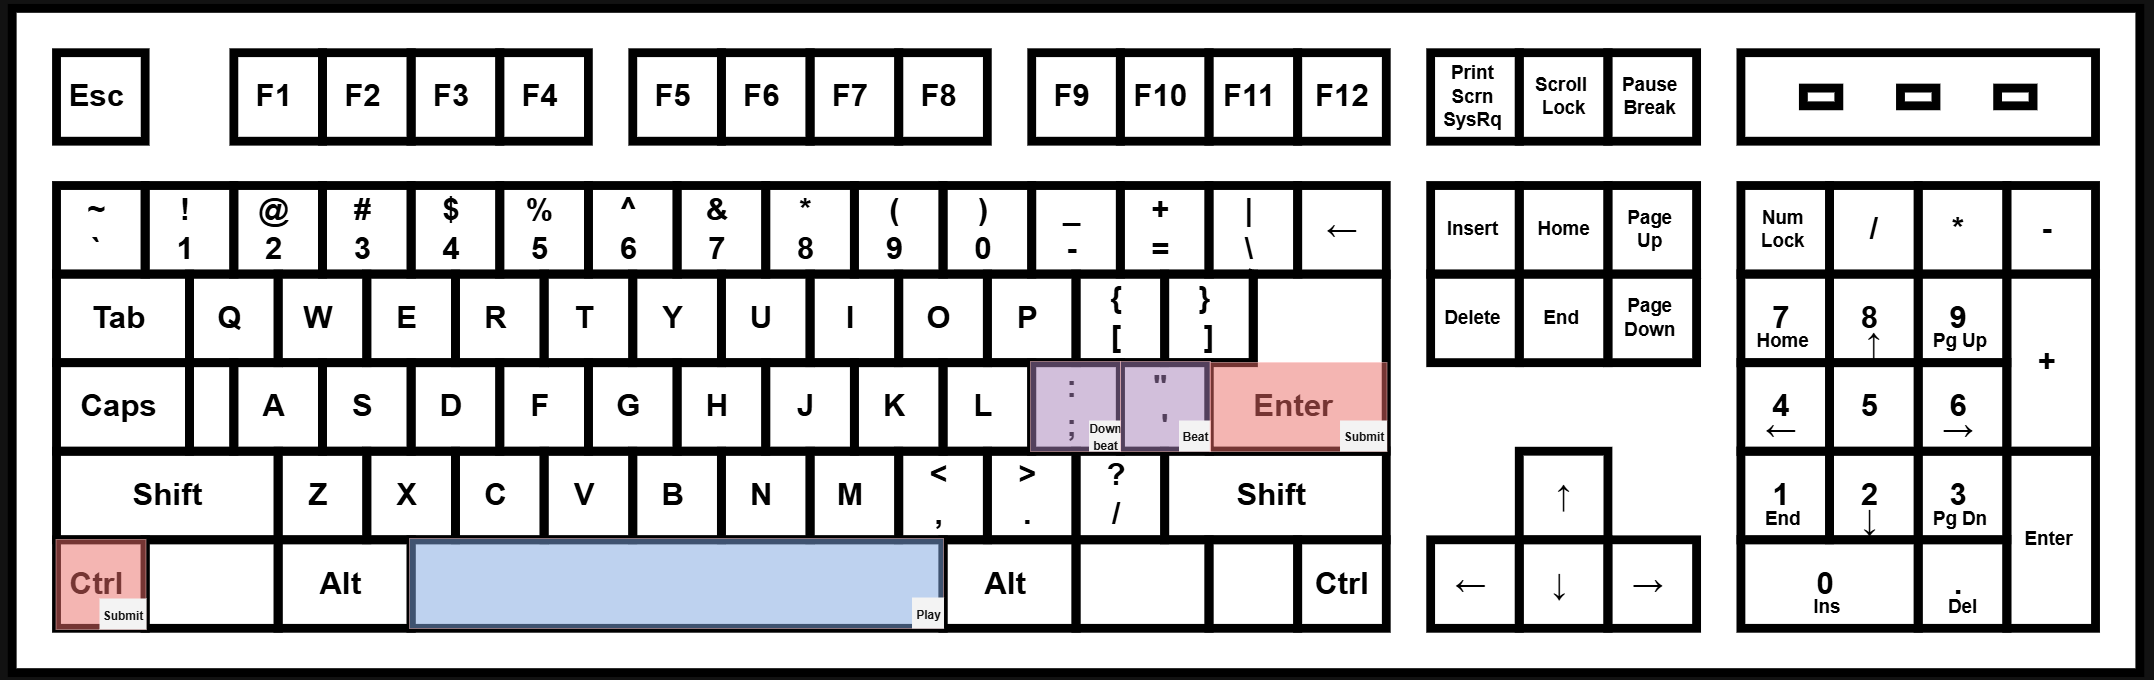 Esc F1 F2 F3 F4 F5 F6 F7 F8 F9 F10 F11 F12 Print Scrn SysRq Scroll Lock Pause Break
~ ! @ # $ % ^ & * ( ) _ + |
` 1 2 3 4 5 6 7 8 9 0 - = \ ← Insert Home Page Up Num Lock / * -
Tab Q W E R T Y U I O P { [ } ] Delete End Page Down 7 Home 8 ↑ 9 Pg Up +
Caps A S D F G H J K L : ; Down beat " ' Beat Enter Submit 4 ← 5 6 →
Shift Z X C V B N M < , > . ? / Shift ↑ 1 End 2 ↓ 3 Pg Dn Enter
Ctrl Submit Alt Play Alt Ctrl ← ↓ → 0 Ins . Del